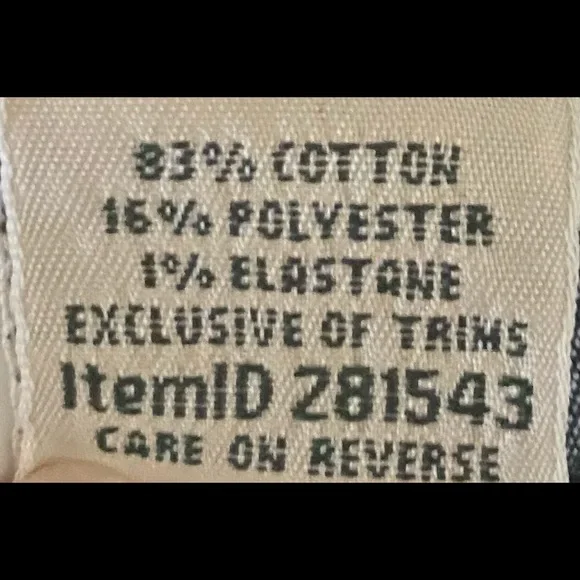 83% COTTON
16% POLYESTER
1% ELASTANE
EXCLUSIVE OF TRIMS
ItemID 281543
CARE ON REVERSE